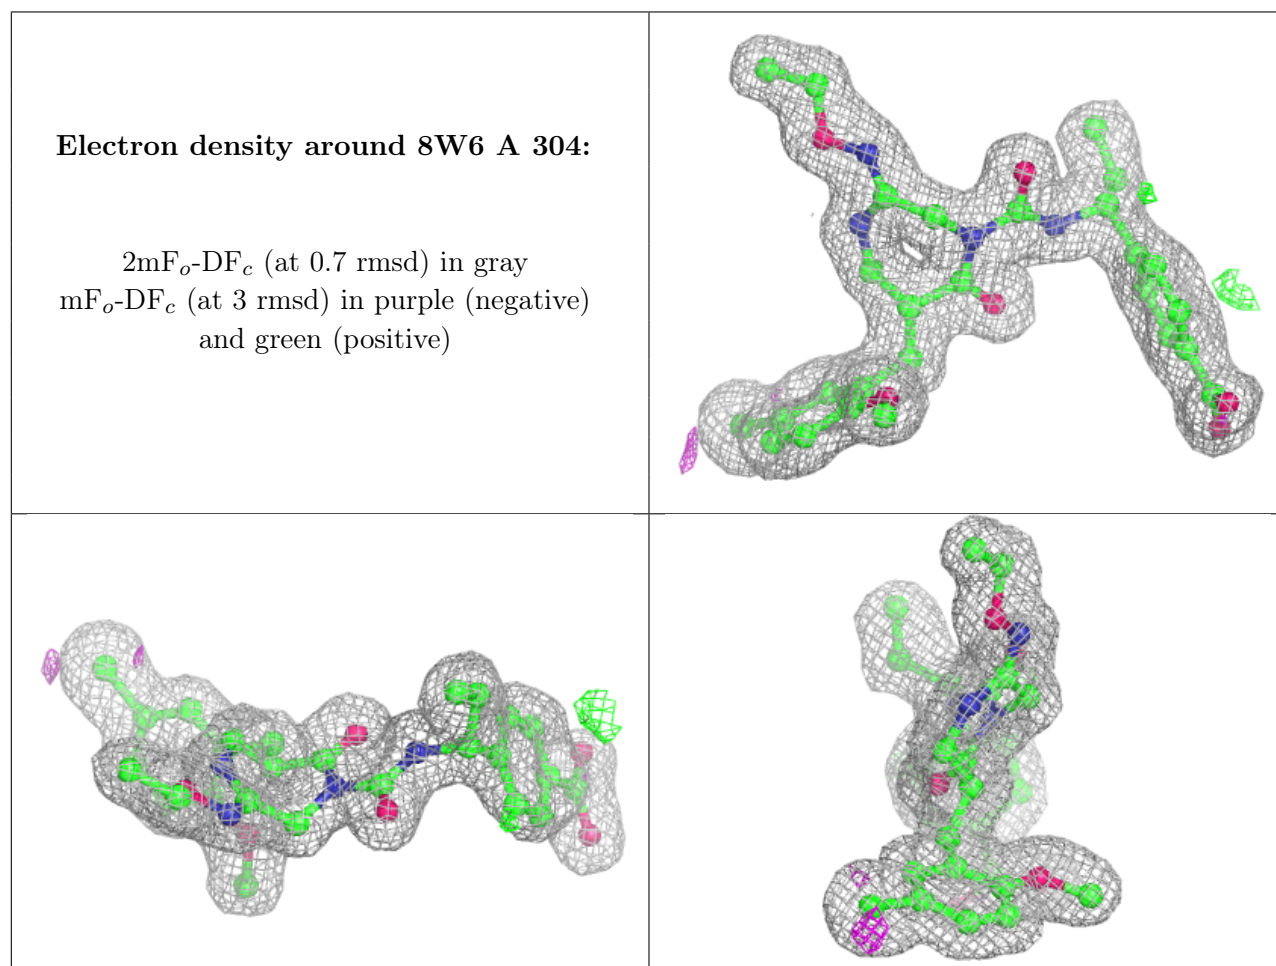 Electron density around 8W6 A 304:
2mFo-DFc (at 0.7 rmsd) in gray
mFo-DFc (at 3 rmsd) in purple (negative)
and green (positive)